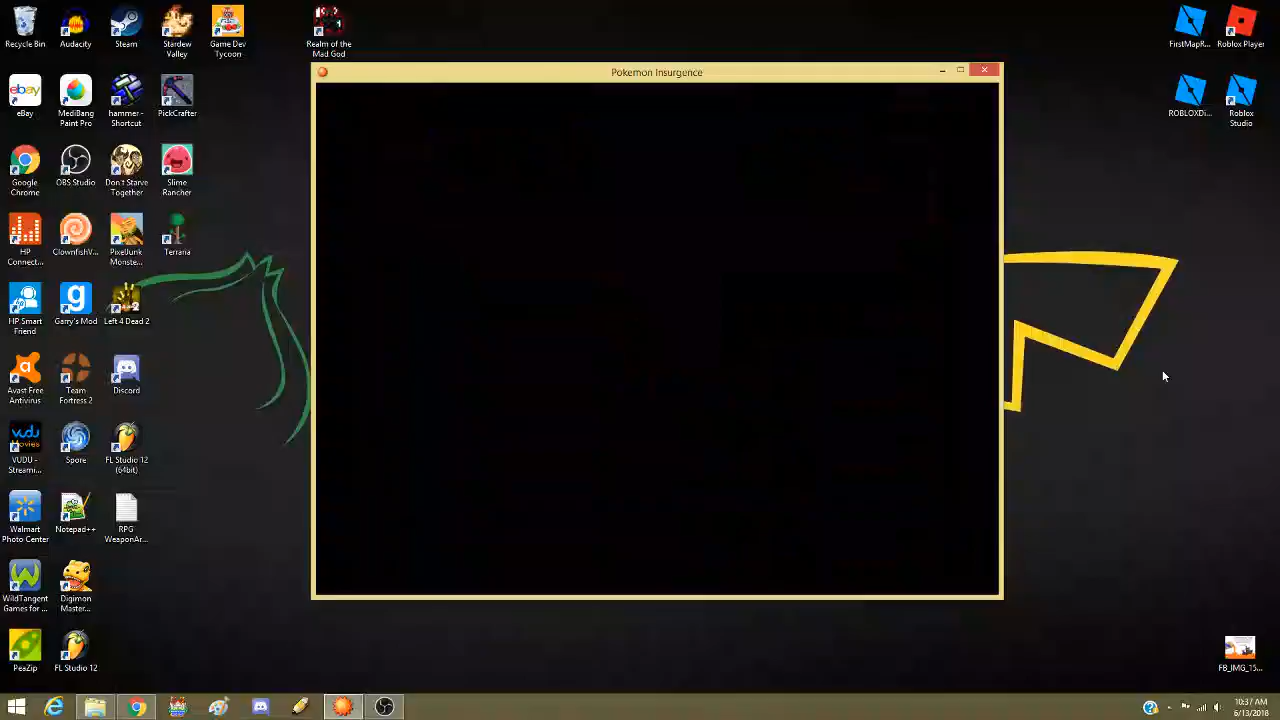 Recycle Bin
Audacity
Steam
Stardew
Valley
Game Dev
Tycoon
Realm of the
Mad God
FirstMapR...
Roblox Player
Pokemon Insurgence
eBay
MediBang
Paint Pro
hammer -
Shortcut
PickCrafter
ROBLOXDi...
Roblox
Studio
Google
Chrome
OBS Studio
Don't Starve
Together
Slime
Rancher
HP
Connect...
ClownfishV...
PixelJunk
Monste...
Terraria
HP Smart
Friend
Garry's Mod
Left 4 Dead 2
Avast Free
Antivirus
Team
Fortress 2
Discord
VUDU -
Streami...
Spore
FL Studio 12
(64bit)
Walmart
Photo Center
Notepad++
RPG
WeaponAr...
WildTangent
Games for ...
Digimon
Master...
PeaZip
FL Studio 12
FB_IMG_15...
10:37 AM
6/13/2018